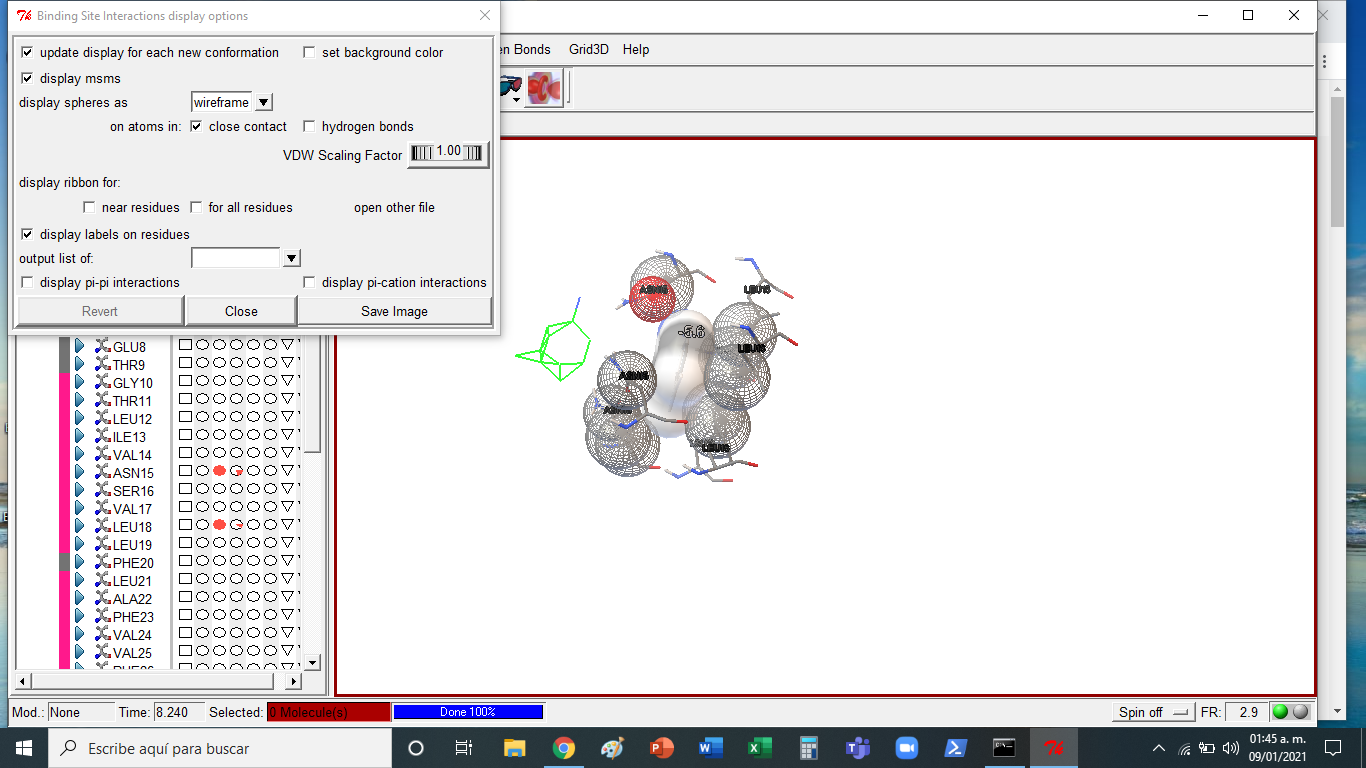 Binding Site Interactions display options
update display for each new conformation
set background color
display msms
display spheres as
wireframe
on atoms in:
close contact
hydrogen bonds
VDW Scaling Factor
1.00
display ribbon for:
near residues
for all residues
open other file
display labels on residues
output list of:
display pi-pi interactions
display pi-cation interactions
Revert
Close
Save Image
en Bonds
Grid3D
Help
LEU18
ASN15
GLU8
THR9
GLY10
THR11
LEU12
ILE13
VAL14
ASN15
SER16
VAL17
LEU18
LEU19
PHE20
LEU21
ALA22
PHE23
VAL24
VAL25
Mod.: None
Time: 8.240
Selected: 0 Molecule(s)
Done 100%
Spin off
FR: 2.9
Escribe aquí para buscar
01:45 a. m.
09/01/2021